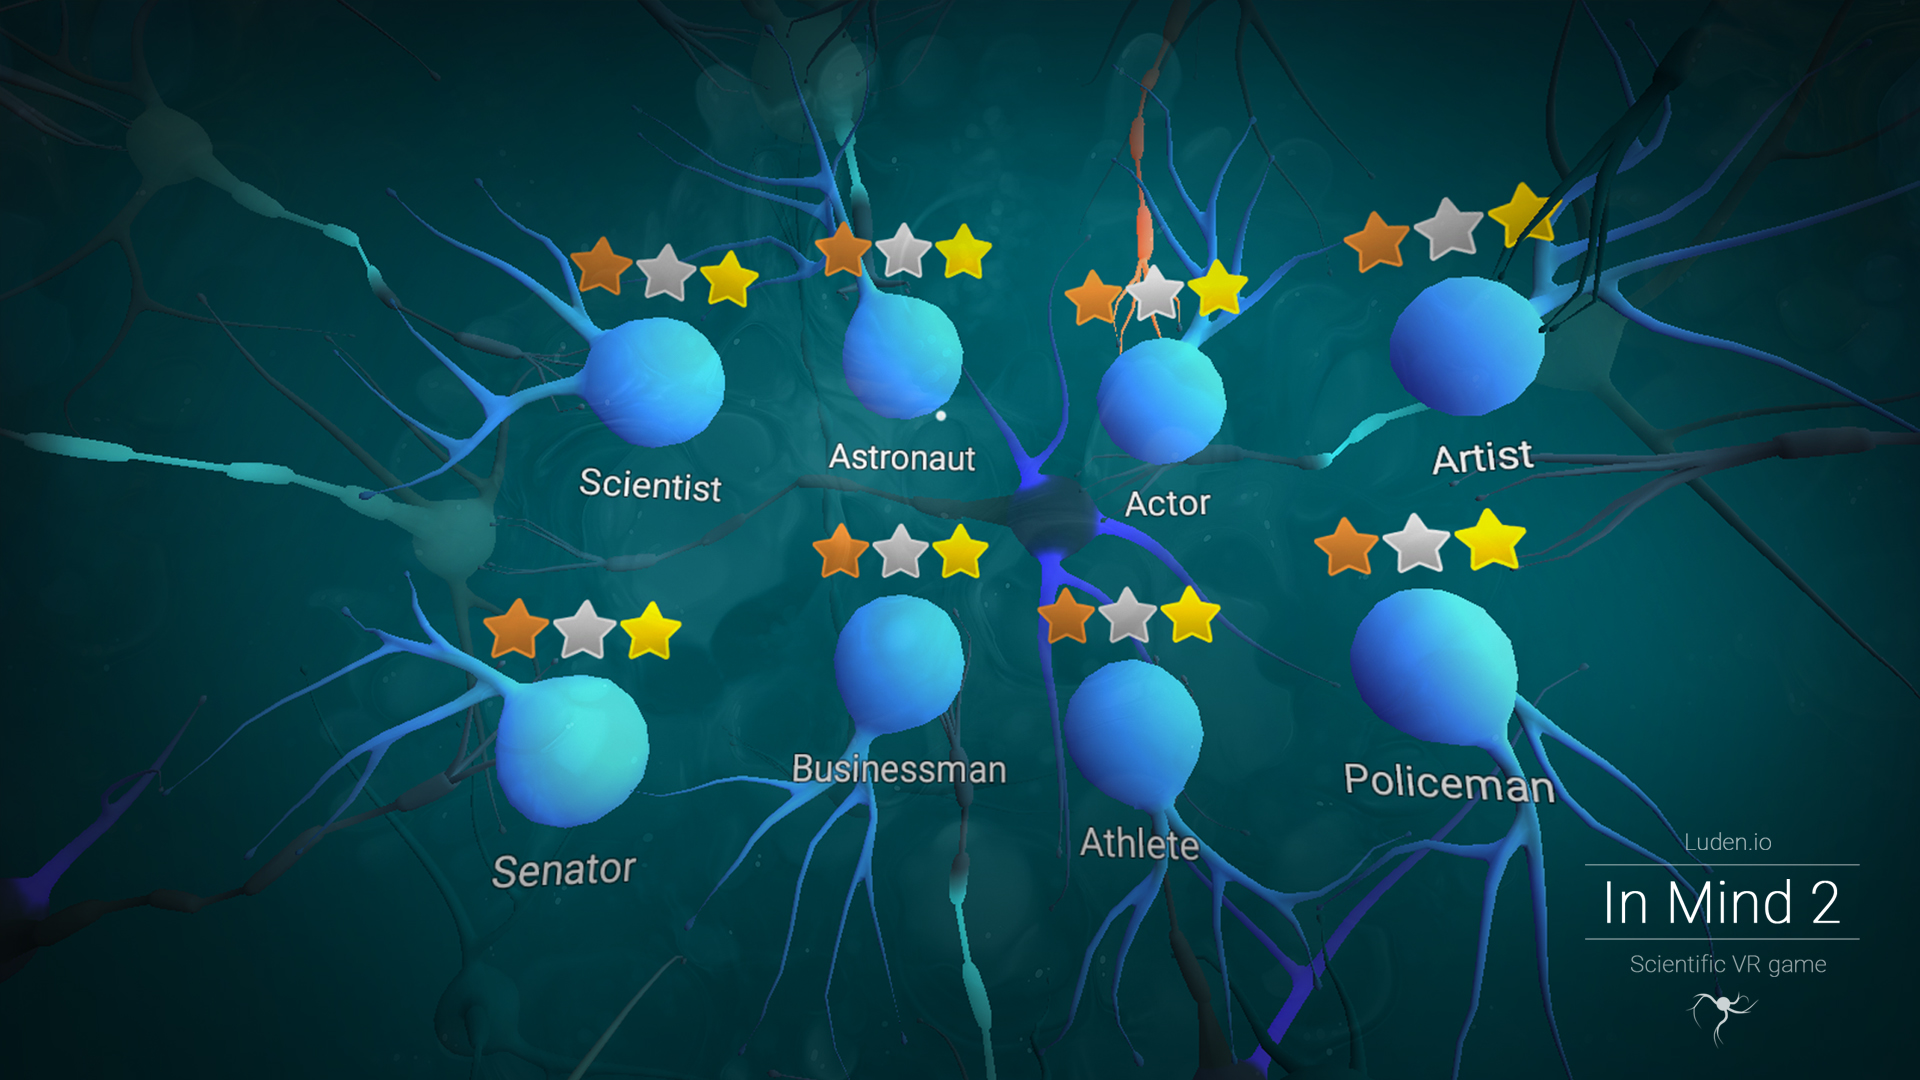 Scientist
Astronaut
Actor
Artist
Senator
Businessman
Athlete
Policeman
Luden.io
In Mind 2
Scientific VR game